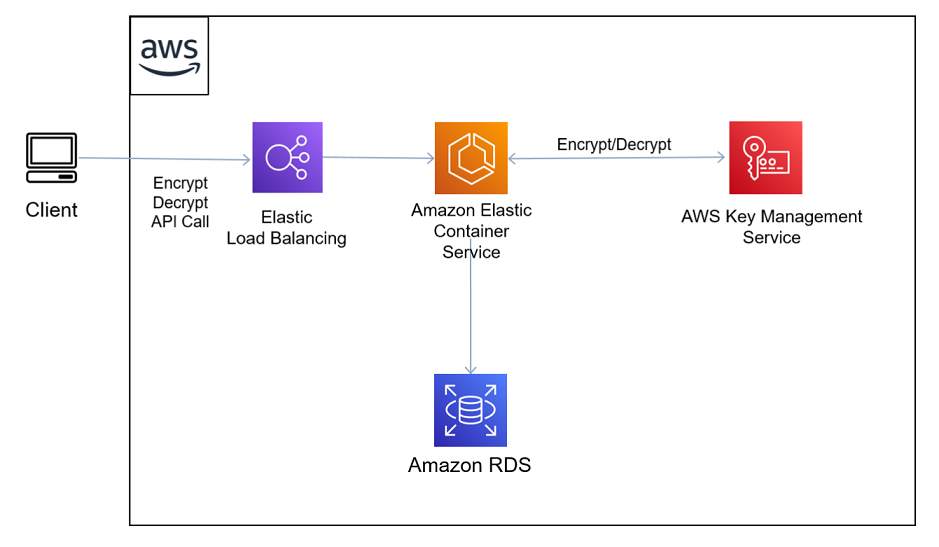 aws
Client
Encrypt
Decrypt
API Call
Elastic
Load Balancing
Amazon Elastic
Container
Service
Encrypt/Decrypt
AWS Key Management
Service
Amazon RDS